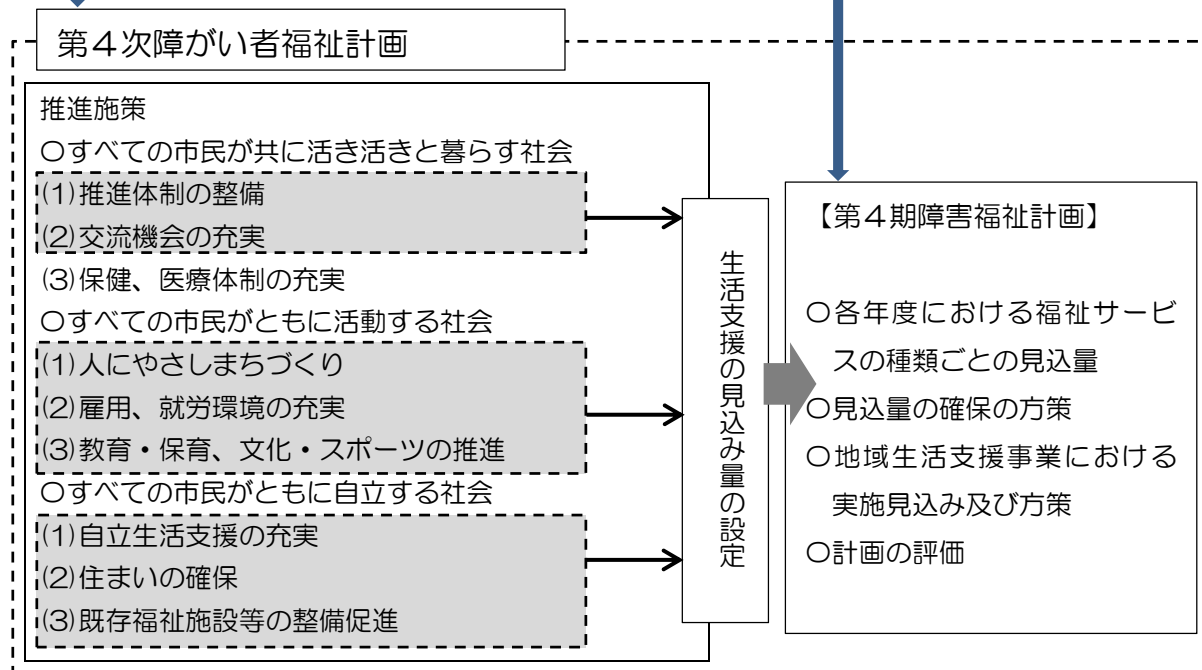 第４次障がい者福祉計画
推進施策
○すべての市民が共に活き活きと暮らす社会
(1)推進体制の整備
(2)交流機会の充実
(3)保健、医療体制の充実
○すべての市民がともに活動する社会
(1)人にやさしまちづくり
(2)雇用、就労環境の充実
(3)教育・保育、文化・スポーツの推進
○すべての市民がともに自立する社会
(1)自立生活支援の充実
(2)住まいの確保
(3)既存福祉施設等の整備促進
生活支援の見込み量の設定
【第４期障害福祉計画】
○各年度における福祉サービ
スの種類ごとの見込量
○見込量の確保の方策
○地域生活支援事業における
実施見込み及び方策
○計画の評価